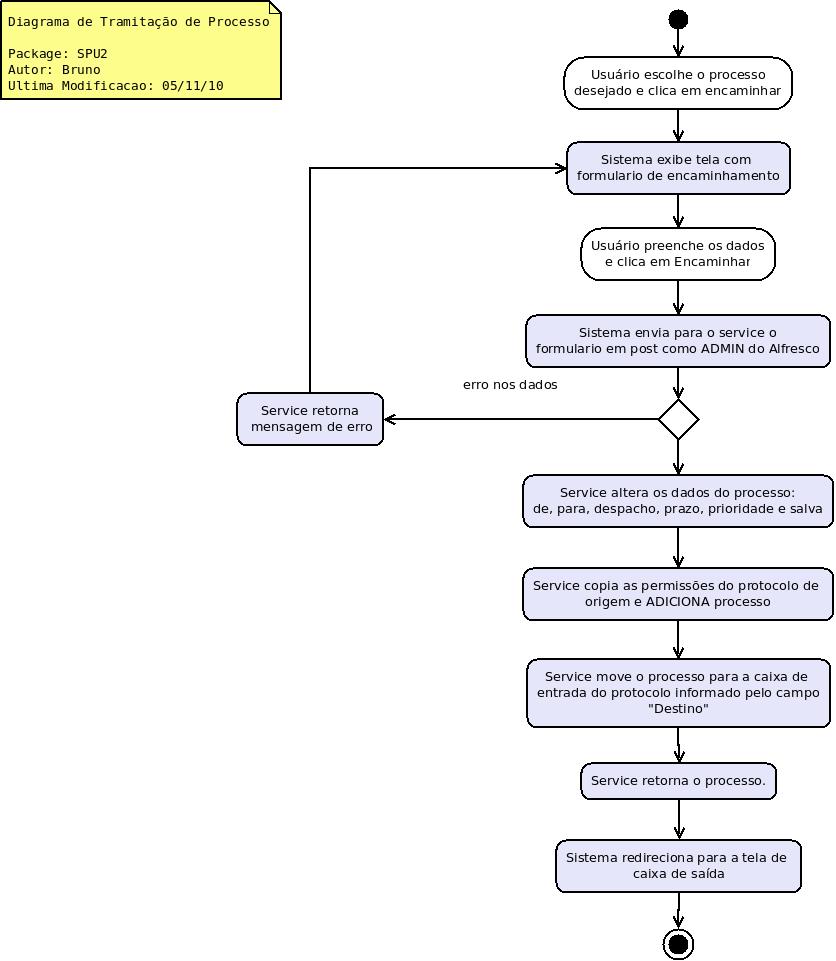 Diagrama de Tramitação de Processo
Package: SPU2
Autor: Bruno
Ultima Modificacao: 05/11/10
Usuário escolhe o processo
desejado e clica em encaminhar
Sistema exibe tela com
formulario de encaminhamento
Usuário preenche os dados
e clica em Encaminhar
Sistema envia para o service o
formulario em post como ADMIN do Alfresco
erro nos dados
Service retorna
mensagem de erro
Service altera os dados do processo:
de, para, despacho, prazo, prioridade e salva
Service copia as permissões do protocolo de
origem e ADICIONA processo
Service move o processo para a caixa de
entrada do protocolo informado pelo campo
"Destino"
Service retorna o processo.
Sistema redireciona para a tela de
caixa de saída